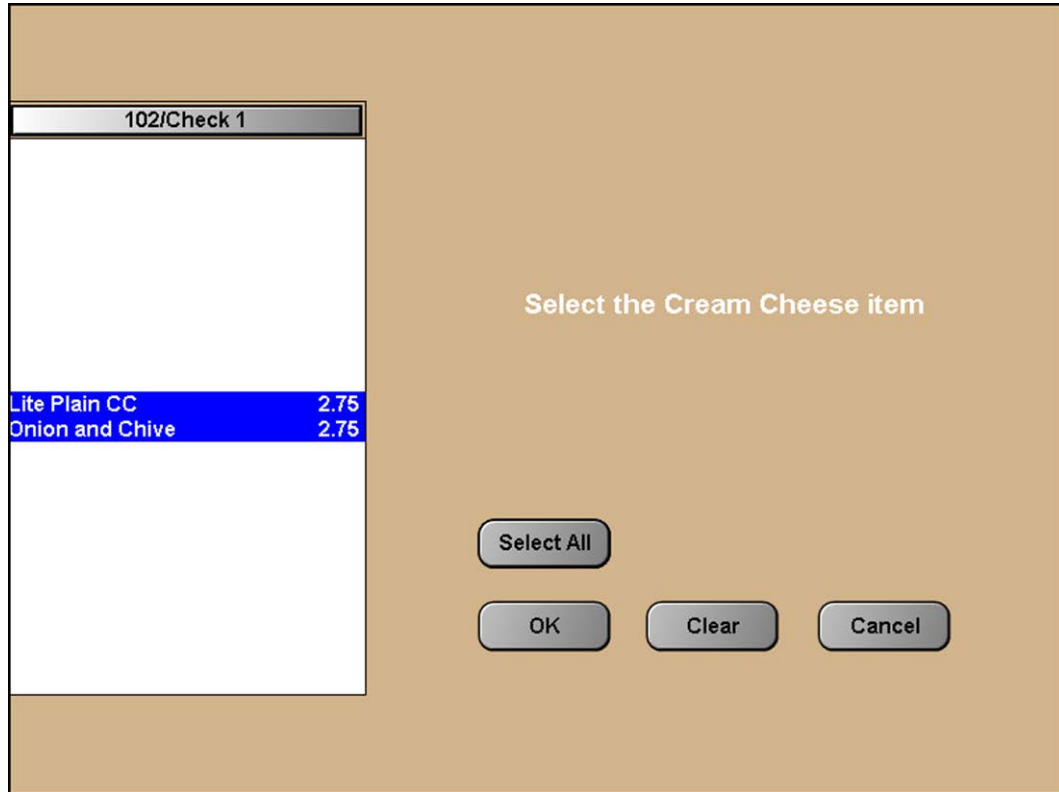 102/Check 1
Select the Cream Cheese item
Lite Plain CC 2.75
Onion and Chive 2.75
Select All
OK Clear Cancel